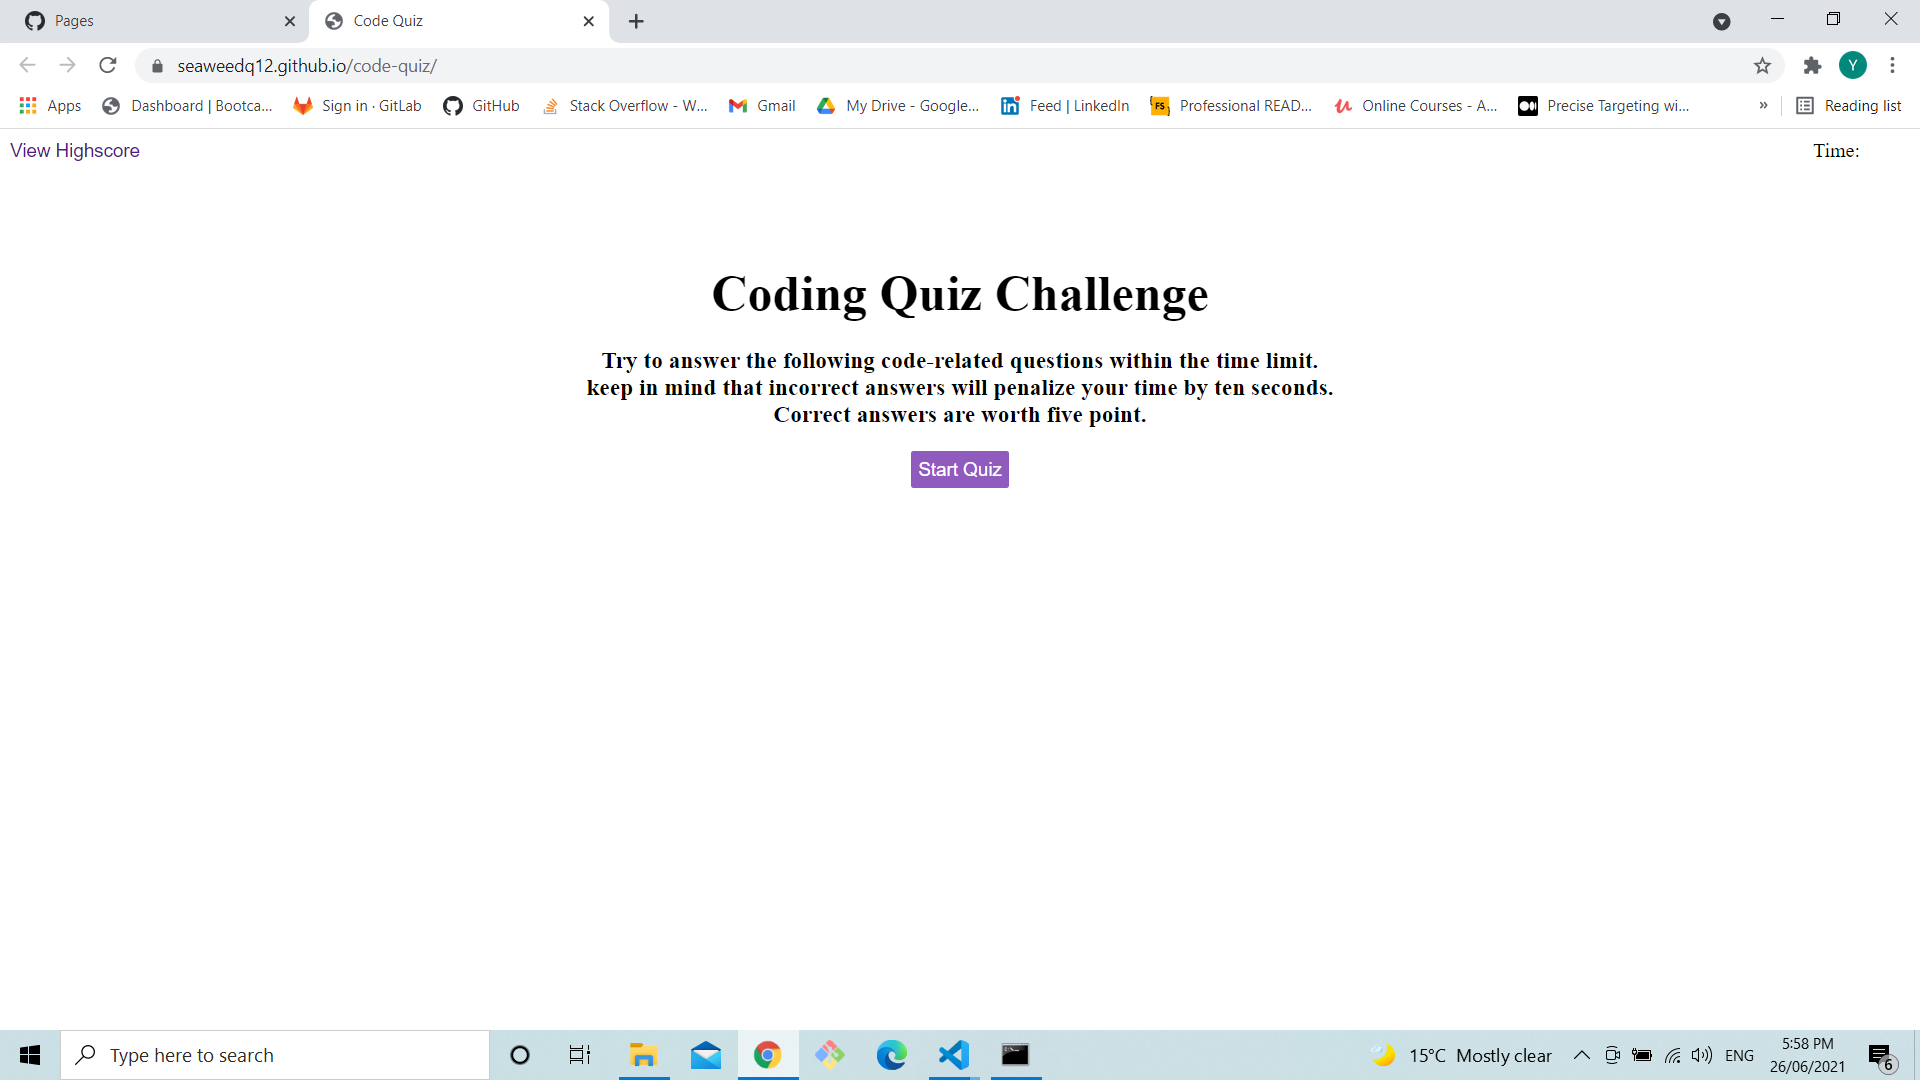 Pages
Code Quiz
seaweedq12.github.io/code-quiz/
Y
Apps
Dashboard | Bootca...
Sign in · GitLab
GitHub
Stack Overflow - W...
Gmail
My Drive - Google...
Feed | LinkedIn
FS
Professional READ...
Online Courses - A...
Precise Targeting wi...
»
Reading list
View Highscore
Time:
Coding Quiz Challenge
Try to answer the following code-related questions within the time limit.
keep in mind that incorrect answers will penalize your time by ten seconds.
Correct answers are worth five point.
Start Quiz
Type here to search
15°C Mostly clear
ENG
5:58 PM
26/06/2021
6